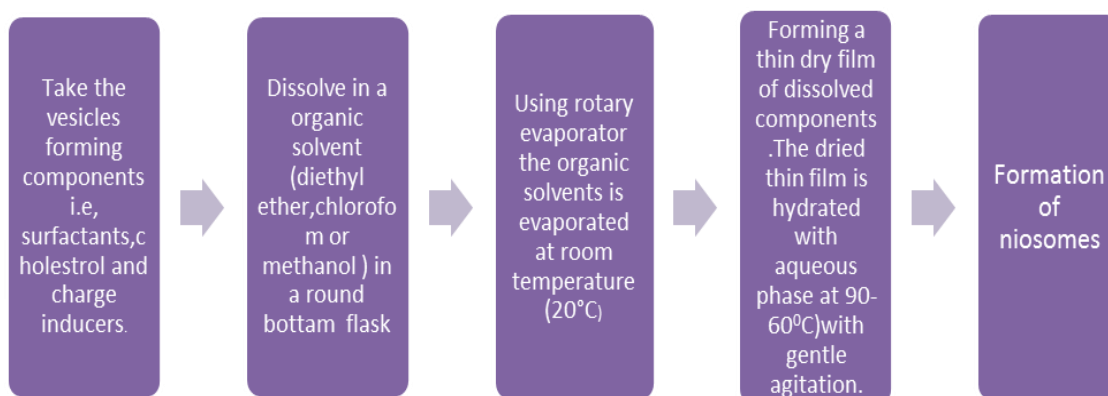 Take the
vesicles
forming
components
i.e,
surfactants,c
holestrol and
charge
inducers.
Dissolve in a
organic
solvent
(diethyl
ether,chlorofo
m or
methanol ) in
a round
bottam flask
Using rotary
evaporator
the organic
solvents is
evaporated
at room
temperature
(20°C)
Forming a
thin dry film
of dissolved
components
.The dried
thin film is
hydrated
with
aqueous
phase at 90-
60⁰C)with
gentle
agitation.
Formation
of
niosomes